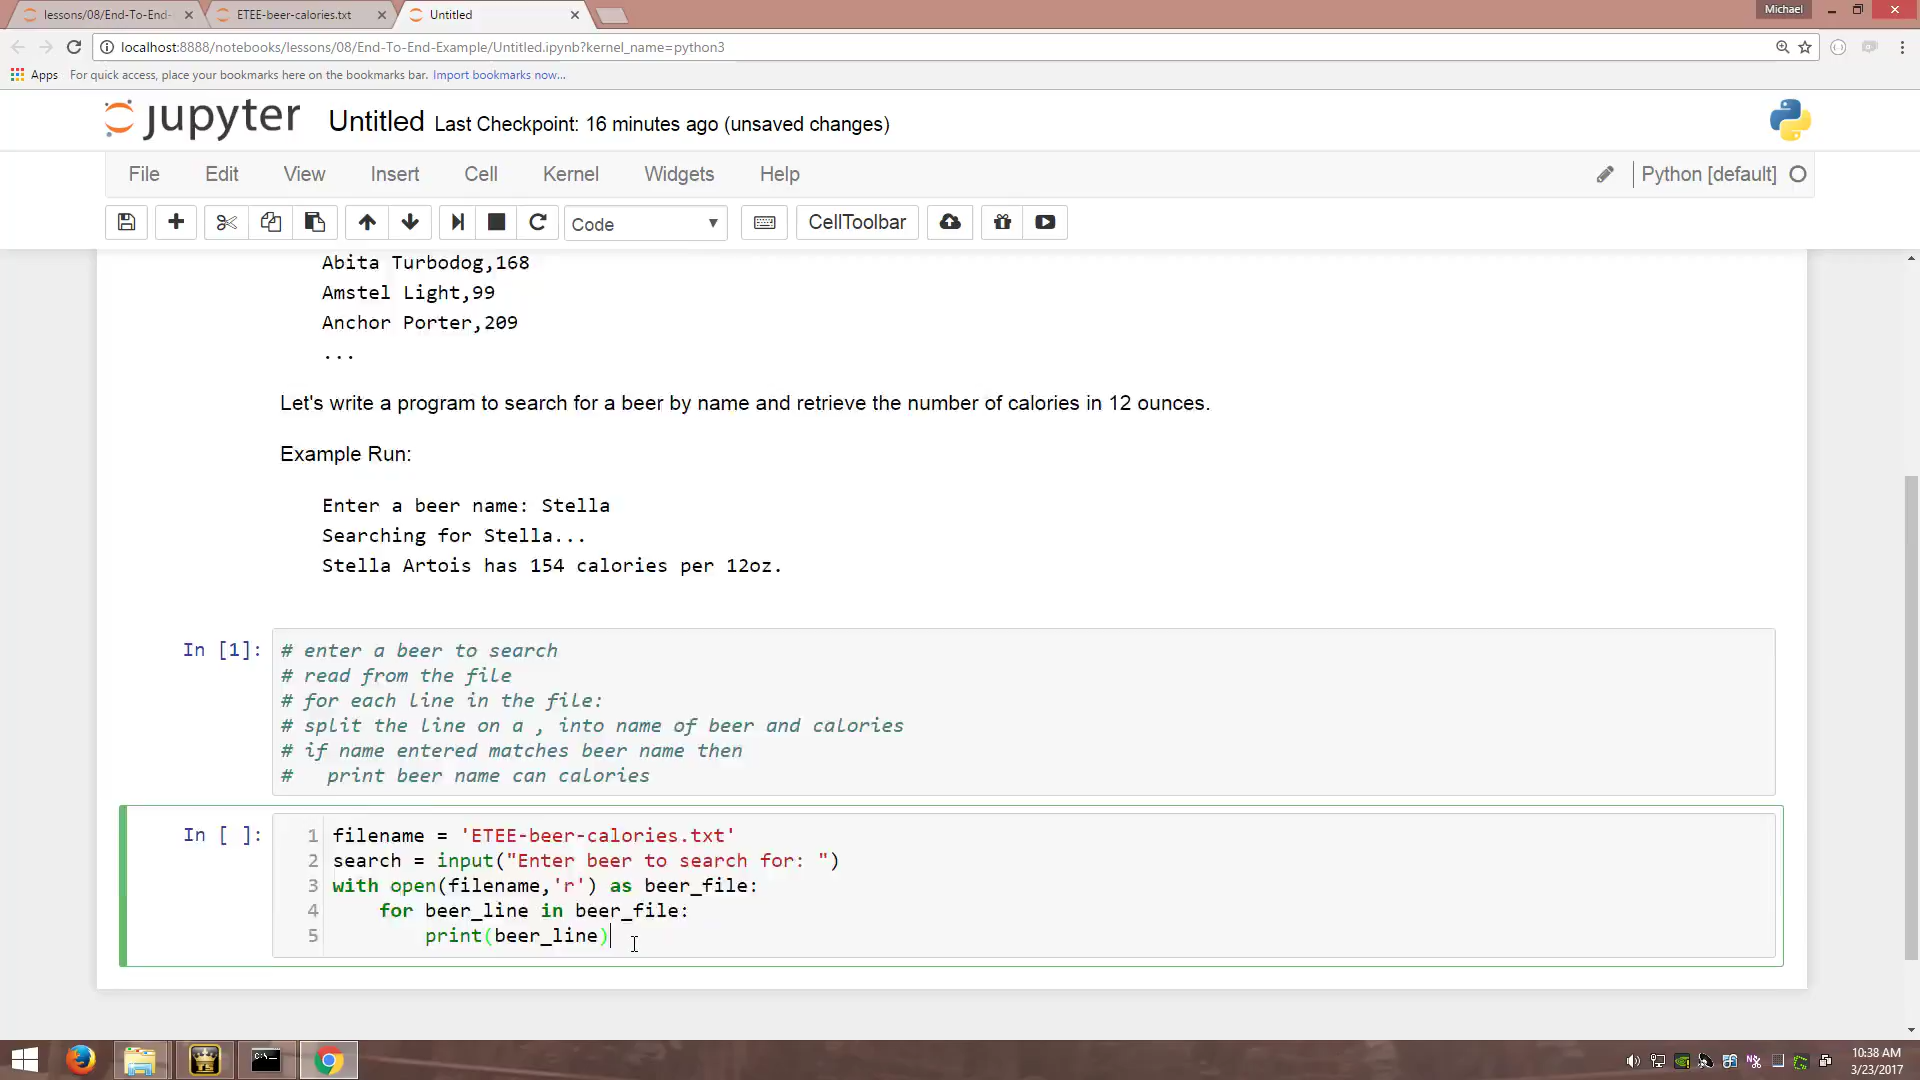 lessons/08/End-To-End- ETEE-beer-calories.txt Untitled Michael
localhost:8888/notebooks/lessons/08/End-To-End-Example/Untitled.ipynb?kernel_name=python3
Apps For quick access, place your bookmarks here on the bookmarks bar. Import bookmarks now...
jupyter Untitled Last Checkpoint: 16 minutes ago (unsaved changes)
File Edit View Insert Cell Kernel Widgets Help Python [default]
Code CellToolbar
Abita Turbodog,168
Amstel Light,99
Anchor Porter,209
...
Let's write a program to search for a beer by name and retrieve the number of calories in 12 ounces.
Example Run:
Enter a beer name: Stella
Searching for Stella...
Stella Artois has 154 calories per 12oz.
In [1]: # enter a beer to search
# read from the file
# for each line in the file:
# split the line on a , into name of beer and calories
# if name entered matches beer name then
#   print beer name can calories
In [ ]: 1 filename = 'ETEE-beer-calories.txt'
2 search = input("Enter beer to search for: ")
3 with open(filename,'r') as beer_file:
4     for beer_line in beer_file:
5         print(beer_line)
10:38 AM
3/23/2017